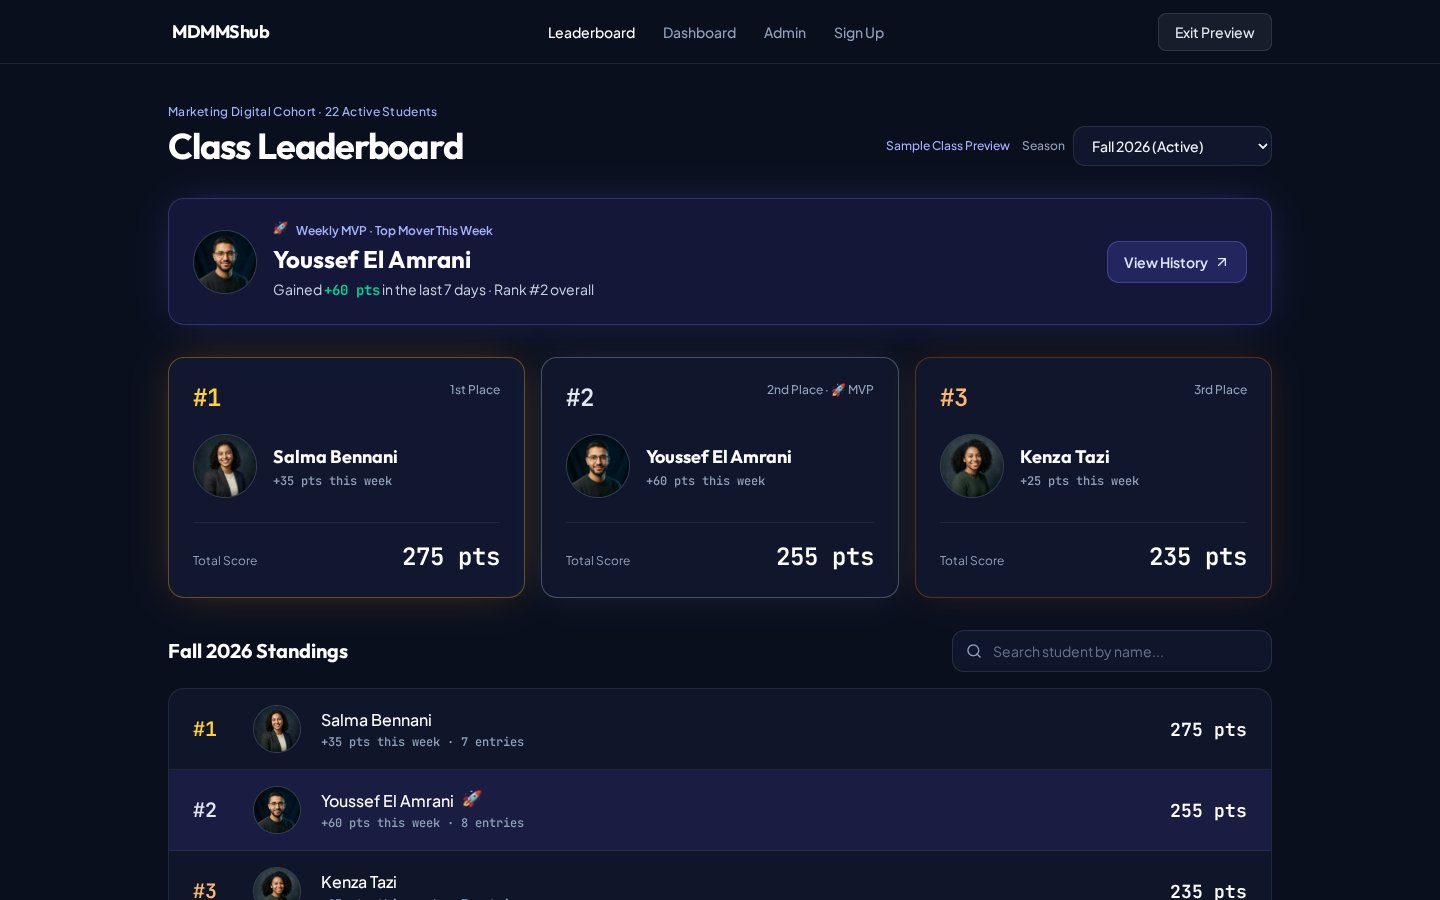 MDMMShub
Leaderboard
Dashboard
Admin
Sign Up
Exit Preview
Marketing Digital Cohort · 22 Active Students
Class Leaderboard
Sample Class Preview
Season
Fall 2026 (Active)
🚀 Weekly MVP · Top Mover This Week
Youssef El Amrani
Gained +60 pts in the last 7 days · Rank #2 overall
View History
#1
1st Place
Salma Bennani
+35 pts this week
Total Score
275 pts
#2
2nd Place · 🚀 MVP
Youssef El Amrani
+60 pts this week
Total Score
255 pts
#3
3rd Place
Kenza Tazi
+25 pts this week
Total Score
235 pts
Fall 2026 Standings
Search student by name...
#1
Salma Bennani
+35 pts this week · 7 entries
275 pts
#2
Youssef El Amrani 🚀
+60 pts this week · 8 entries
255 pts
#3
Kenza Tazi
235 pts